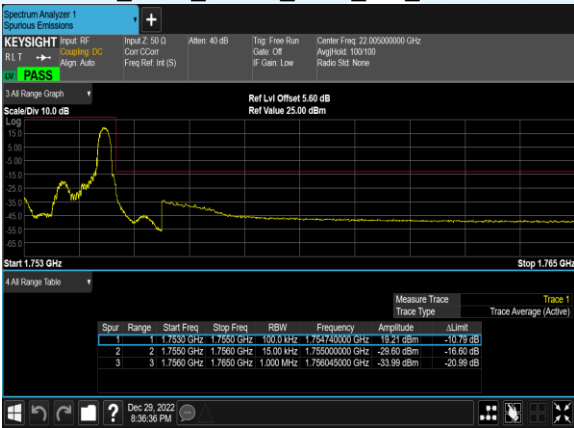 Spectrum Analyzer 1
Spurious Emissions
+
KEYSIGHT Input: RF Input Z: 50 Ω Atten: 40 dB Trig: Free Run Center Freq: 22.005000000 GHz
RLT Coupling: DC Corr CCorr Gate: Off Avg|Hold: 100/100
Align: Auto Freq Ref: Int (S) IF Gain: Low Radio Std: None
LXI PASS
3 All Range Graph
Ref Lvl Offset 5.60 dB
Scale/Div 10.0 dB Ref Value 25.00 dBm
Log
15.0
5.00
-5.00
-15.0
-25.0
-35.0
-45.0
-55.0
-65.0
Start 1.753 GHz Stop 1.765 GHz
4 All Range Table
Measure Trace Trace 1
Trace Type Trace Average (Active)
Spur Range Start Freq Stop Freq RBW Frequency Amplitude ΔLimit
1 1 1.7530 GHz 1.7550 GHz 100.0 kHz 1.754740000 GHz 19.21 dBm -10.79 dB
2 2 1.7550 GHz 1.7560 GHz 15.00 kHz 1.755000000 GHz -29.60 dBm -16.60 dB
3 3 1.7560 GHz 1.7650 GHz 1.000 MHz 1.756045000 GHz -33.99 dBm -20.99 dB
? Dec 29, 2022
8:36:36 PM